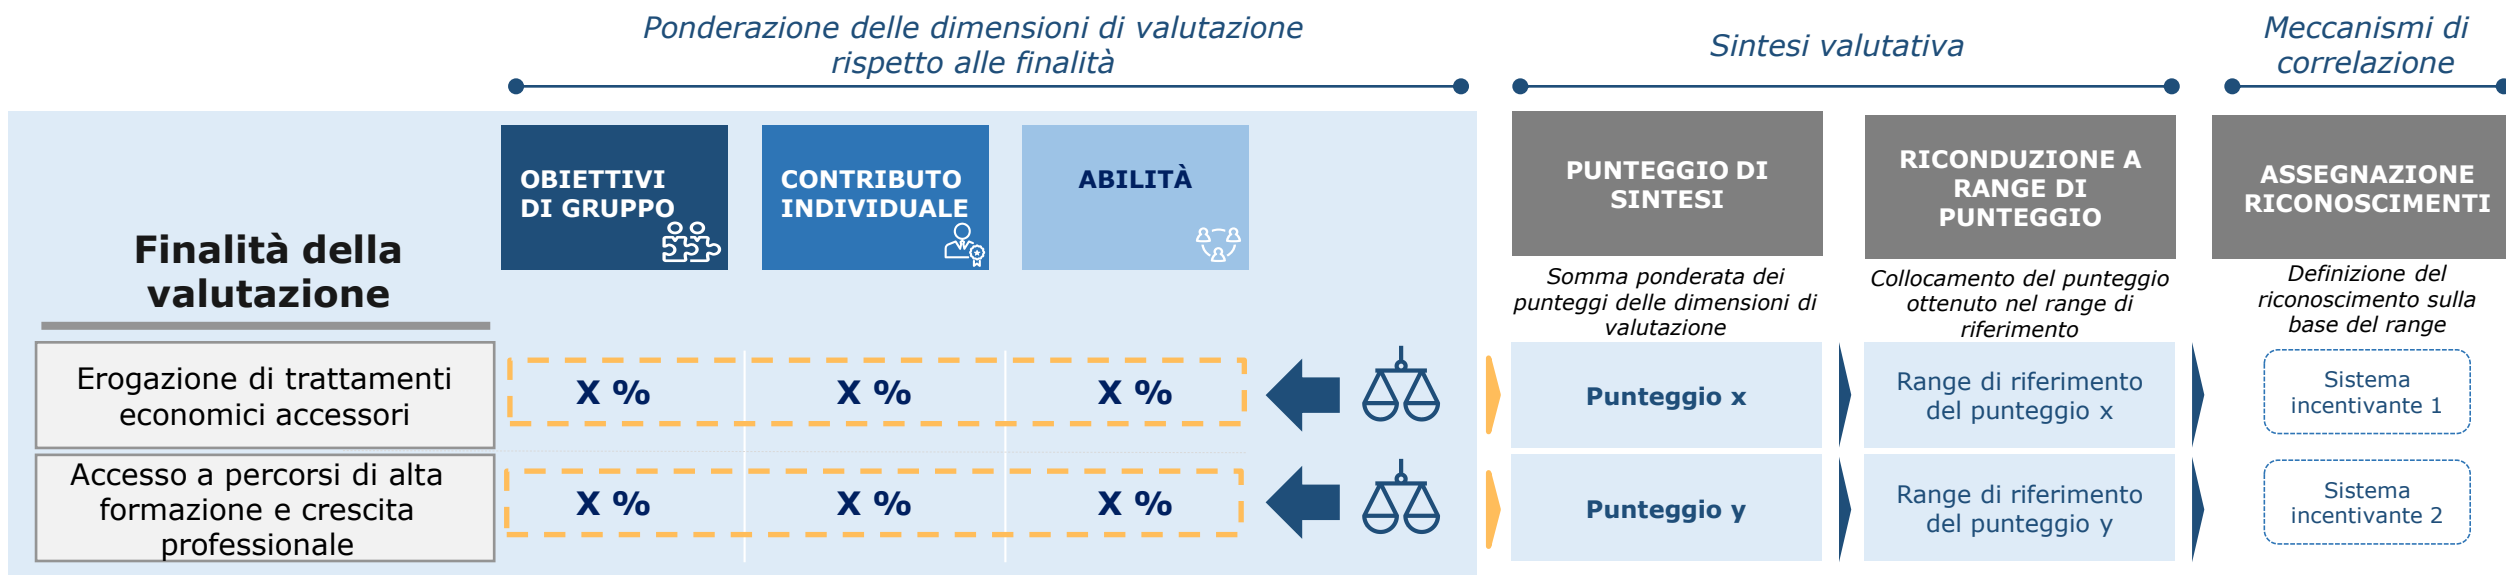 Ponderazione delle dimensioni di valutazione
rispetto alle finalità
Sintesi valutativa
Meccanismi di
correlazione
OBIETTIVI
DI GRUPPO
CONTRIBUTO
INDIVIDUALE
ABILITÀ
PUNTEGGIO DI
SINTESI
RICONDUZIONE A
RANGE DI
PUNTEGGIO
ASSEGNAZIONE
RICONOSCIMENTI
Finalità della
valutazione
Somma ponderata dei
punteggi delle dimensioni di
valutazione
Collocamento del punteggio
ottenuto nel range di
riferimento
Definizione del
riconoscimento sulla
base del range
Erogazione di trattamenti
economici accessori
X %
X %
X %
Punteggio x
Range di riferimento
del punteggio x
Sistema
incentivante 1
Accesso a percorsi di alta
formazione e crescita
professionale
X %
X %
X %
Punteggio y
Range di riferimento
del punteggio y
Sistema
incentivante 2